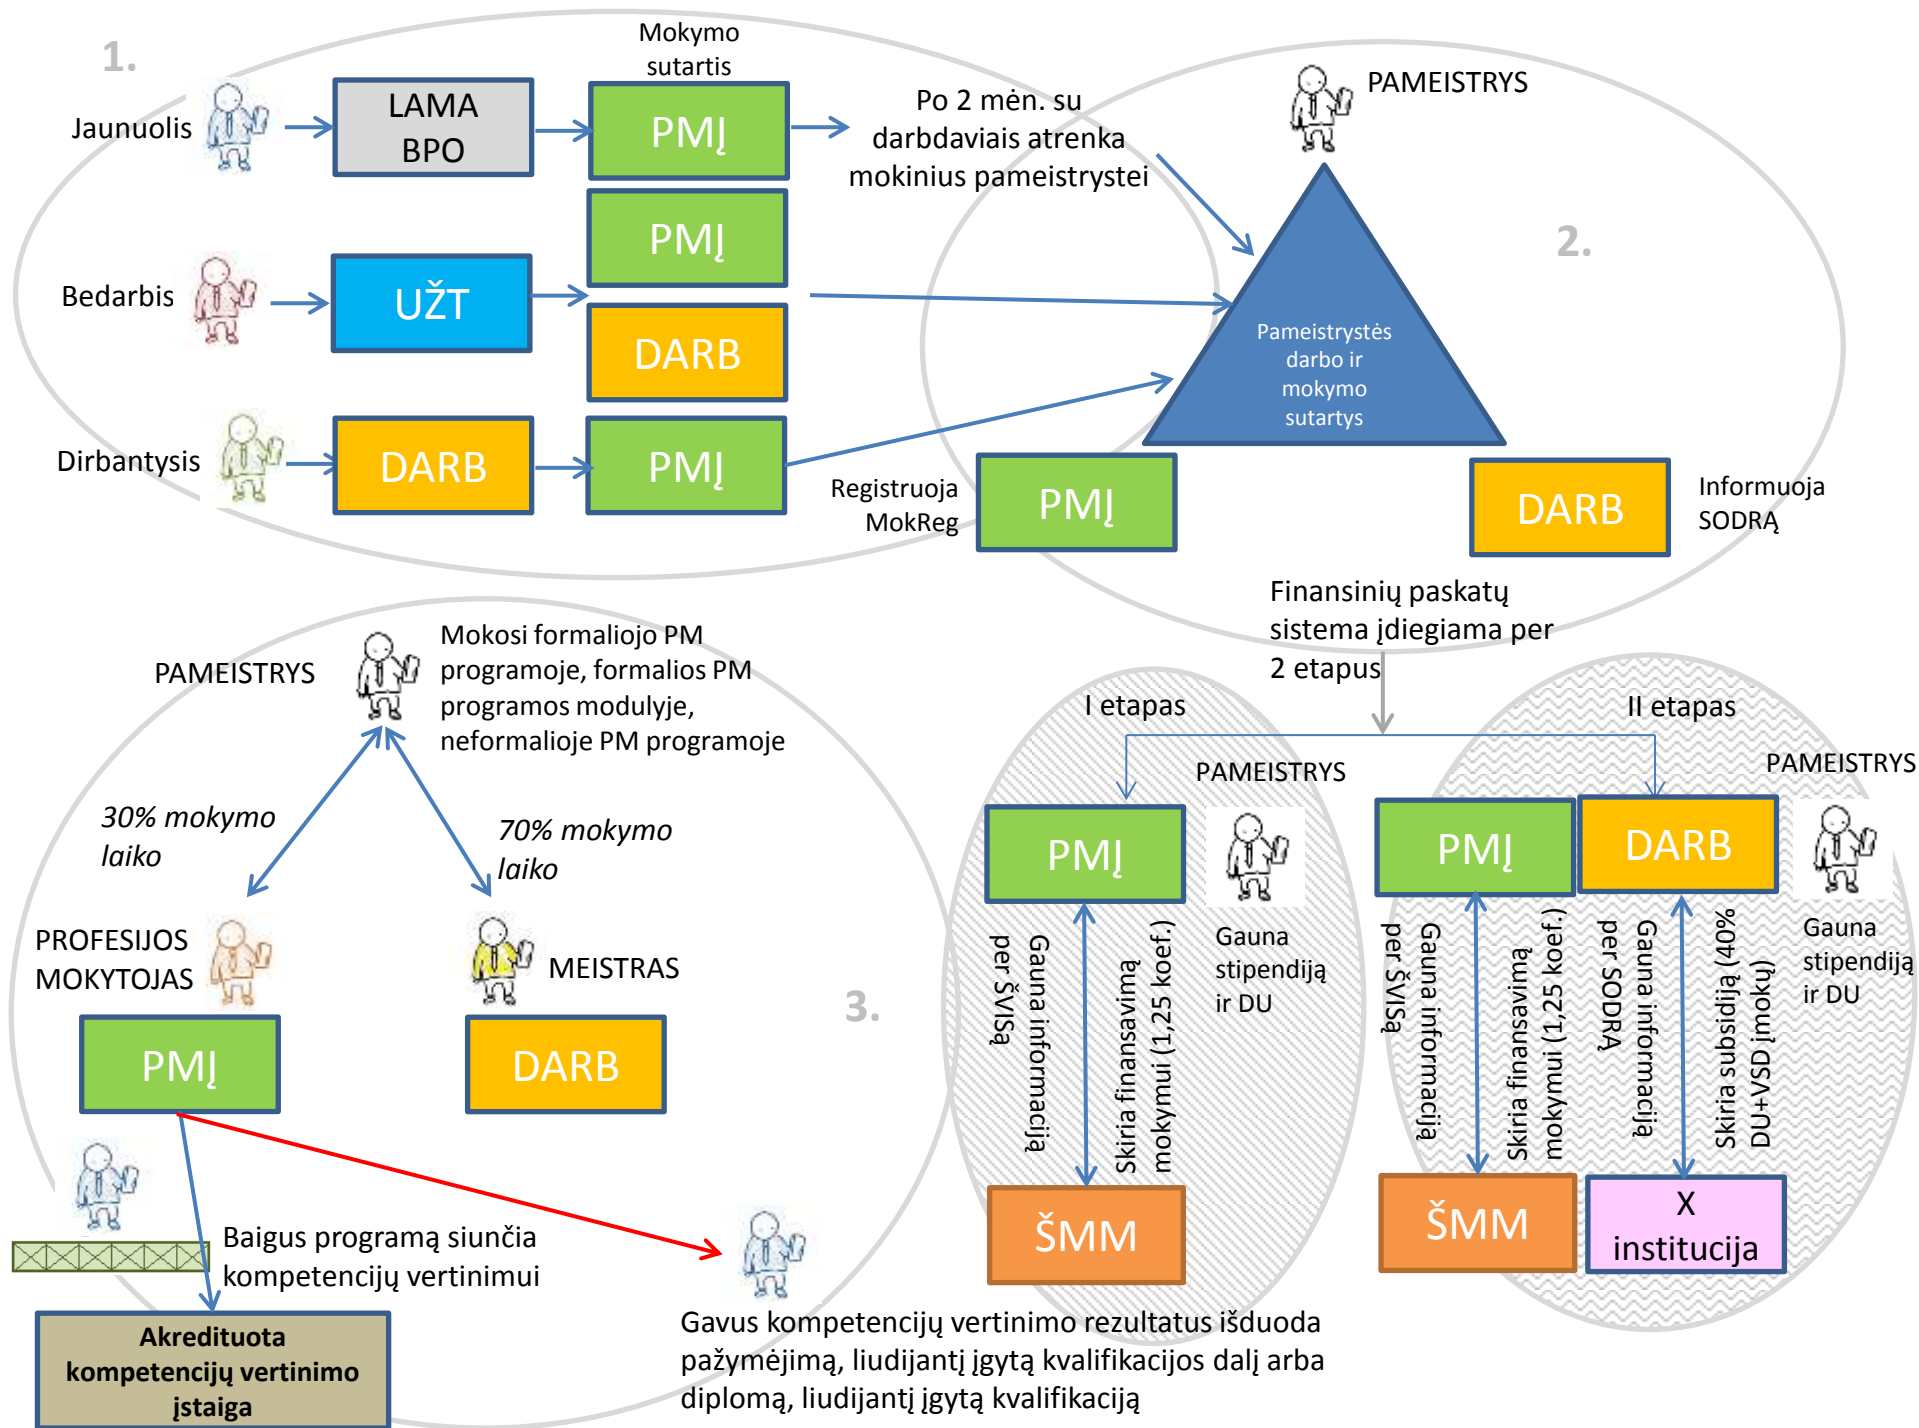 1.
Mokymo
sutartis
Jaunuolis
LAMA
BPO
PMĮ
Po 2 mėn. su
darbdaviais atrenka
mokinius pameistrystei
PMĮ
Bedarbis
UŽT
DARB
Dirbantysis
DARB
PMĮ
PAMEISTRYS
2.
Pameistrystės
darbo ir
mokymo
sutartys
Registruoja
MokReg
PMĮ
DARB
Informuoja
SODRĄ
Finansinių paskatų
sistema įdiegiama per
2 etapus
PAMEISTRYS
Mokosi formaliojo PM
programoje, formalios PM
programos modulyje,
neformalioje PM programoje
30% mokymo
laiko
70% mokymo
laiko
PROFESIJOS
MOKYTOJAS
MEISTRAS
3.
PMĮ
DARB
Baigus programą siunčia
kompetencijų vertinimui
Akredituota
kompetencijų vertinimo
įstaiga
Gavus kompetencijų vertinimo rezultatus išduoda
pažymėjimą, liudijantį įgytą kvalifikacijos dalį arba
diplomą, liudijantį įgytą kvalifikaciją
I etapas
PAMEISTRYS
PMĮ
Gauna
stipendiją
ir DU
Gauna informaciją
per ŠVISą
Skiria finansavimą
mokymui (1,25 koef.)
ŠMM
II etapas
PAMEISTRYS
PMĮ
DARB
Gauna
stipendiją
ir DU
Gauna informaciją
per ŠVISą
Skiria finansavimą
mokymui (1,25 koef.)
Gauna informaciją
per SODRĄ
Skiria subsidiją (40%
DU+VSD įmokų)
ŠMM
X
institucija